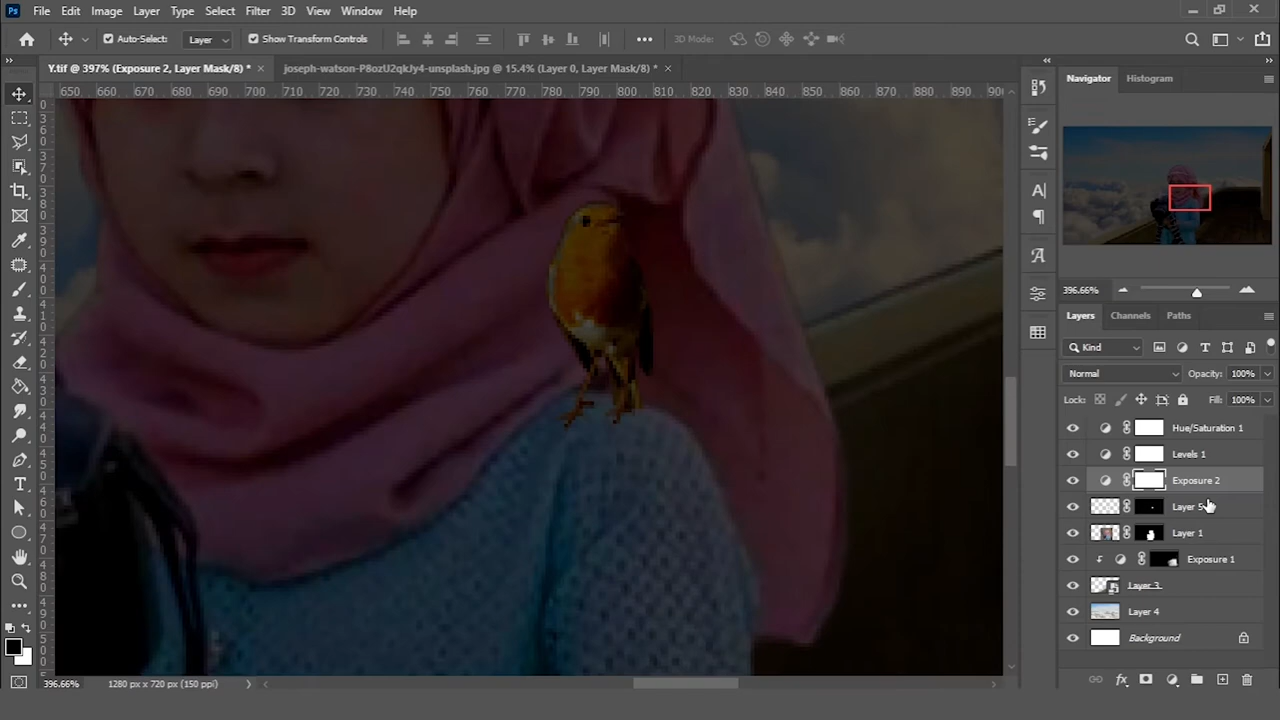 Ps File Edit Image Layer Type Select Filter 3D View Window Help
Auto-Select: Layer Show Transform Controls 3D Mode:
Y.tif @ 397% (Exposure 2, Layer Mask/8) * joseph-watson-P8ozU2qkJy4-unsplash.jpg @ 15.4% (Layer 0, Layer Mask/8) *
650 660 670 680 690 700 710 720 730 740 750 760 770 780 790 800 810 820 830 840 850 860 870 880 890
Navigator Histogram
396.66%
Layers Channels Paths
Kind
Normal Opacity: 100%
Lock: Fill: 100%
Hue/Saturation 1
Levels 1
Exposure 2
Layer 5
Layer 1
Exposure 1
Layer 3
Layer 4
Background
396.66% 1280 px x 720 px (150 ppi)